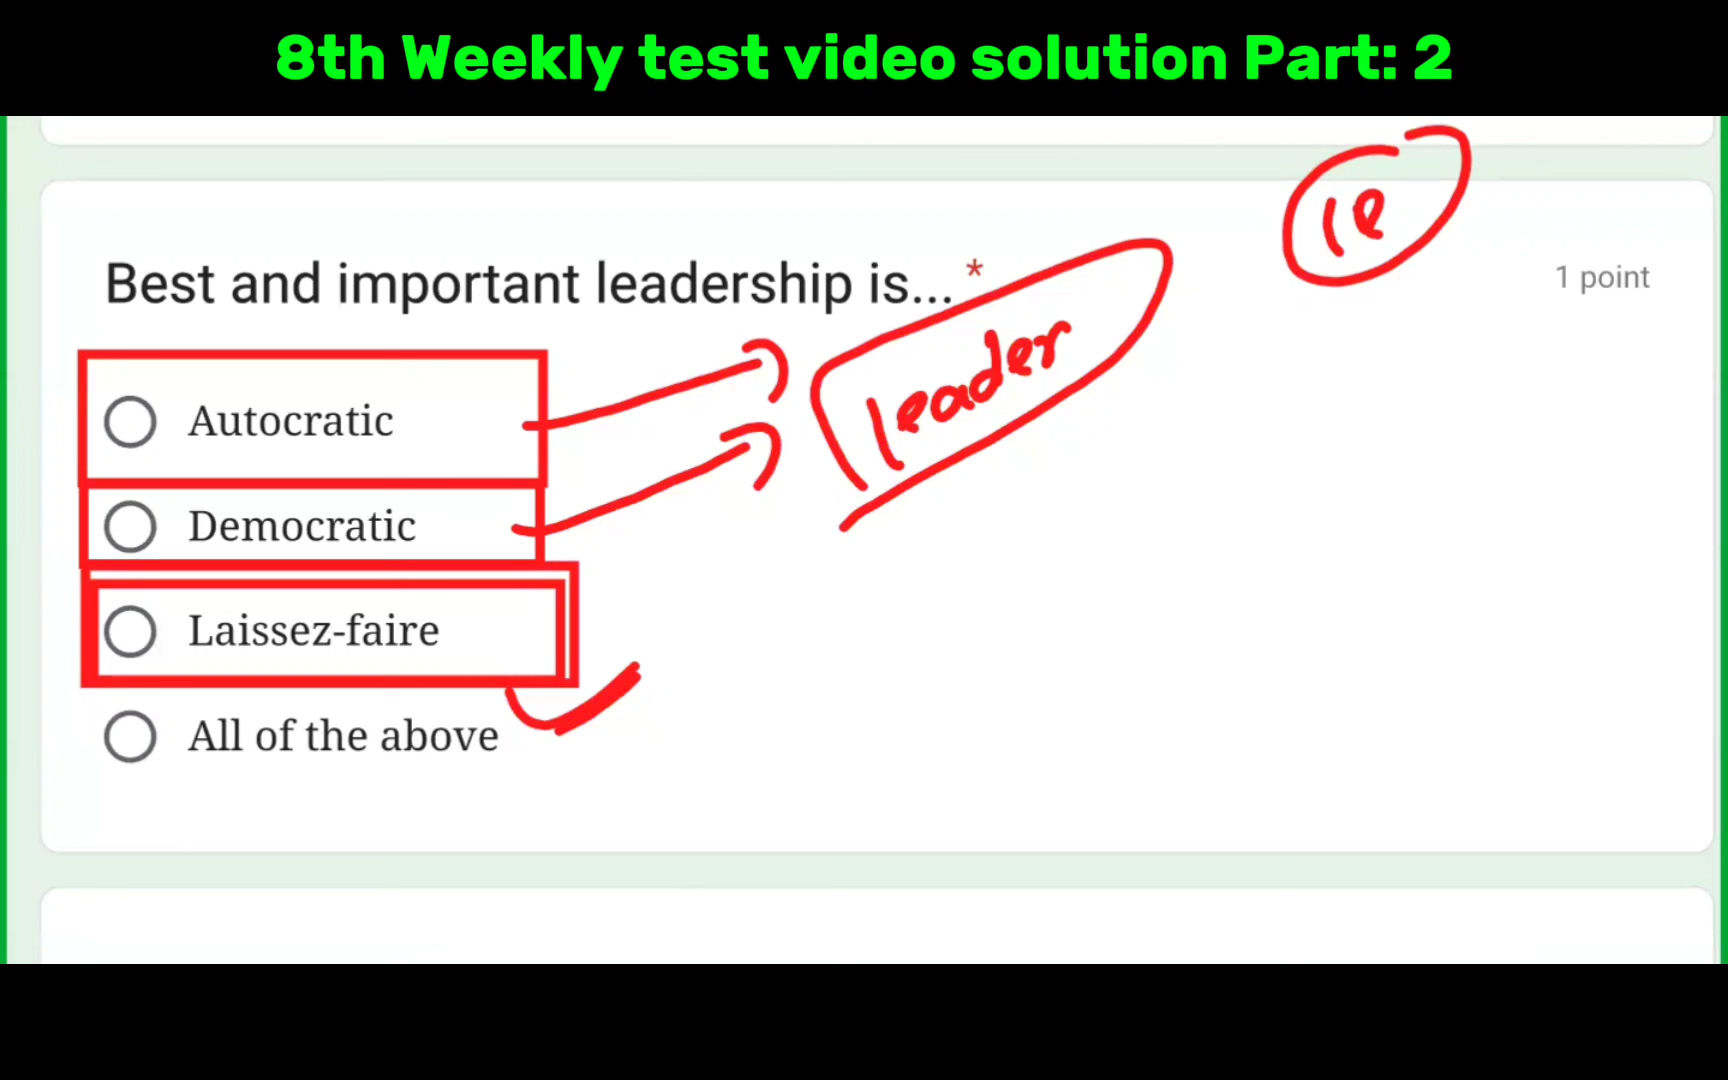 8th Weekly test video solution Part: 2
Best and important leadership is... *
1 point
leader
Autocratic
Democratic
Laissez-faire
All of the above